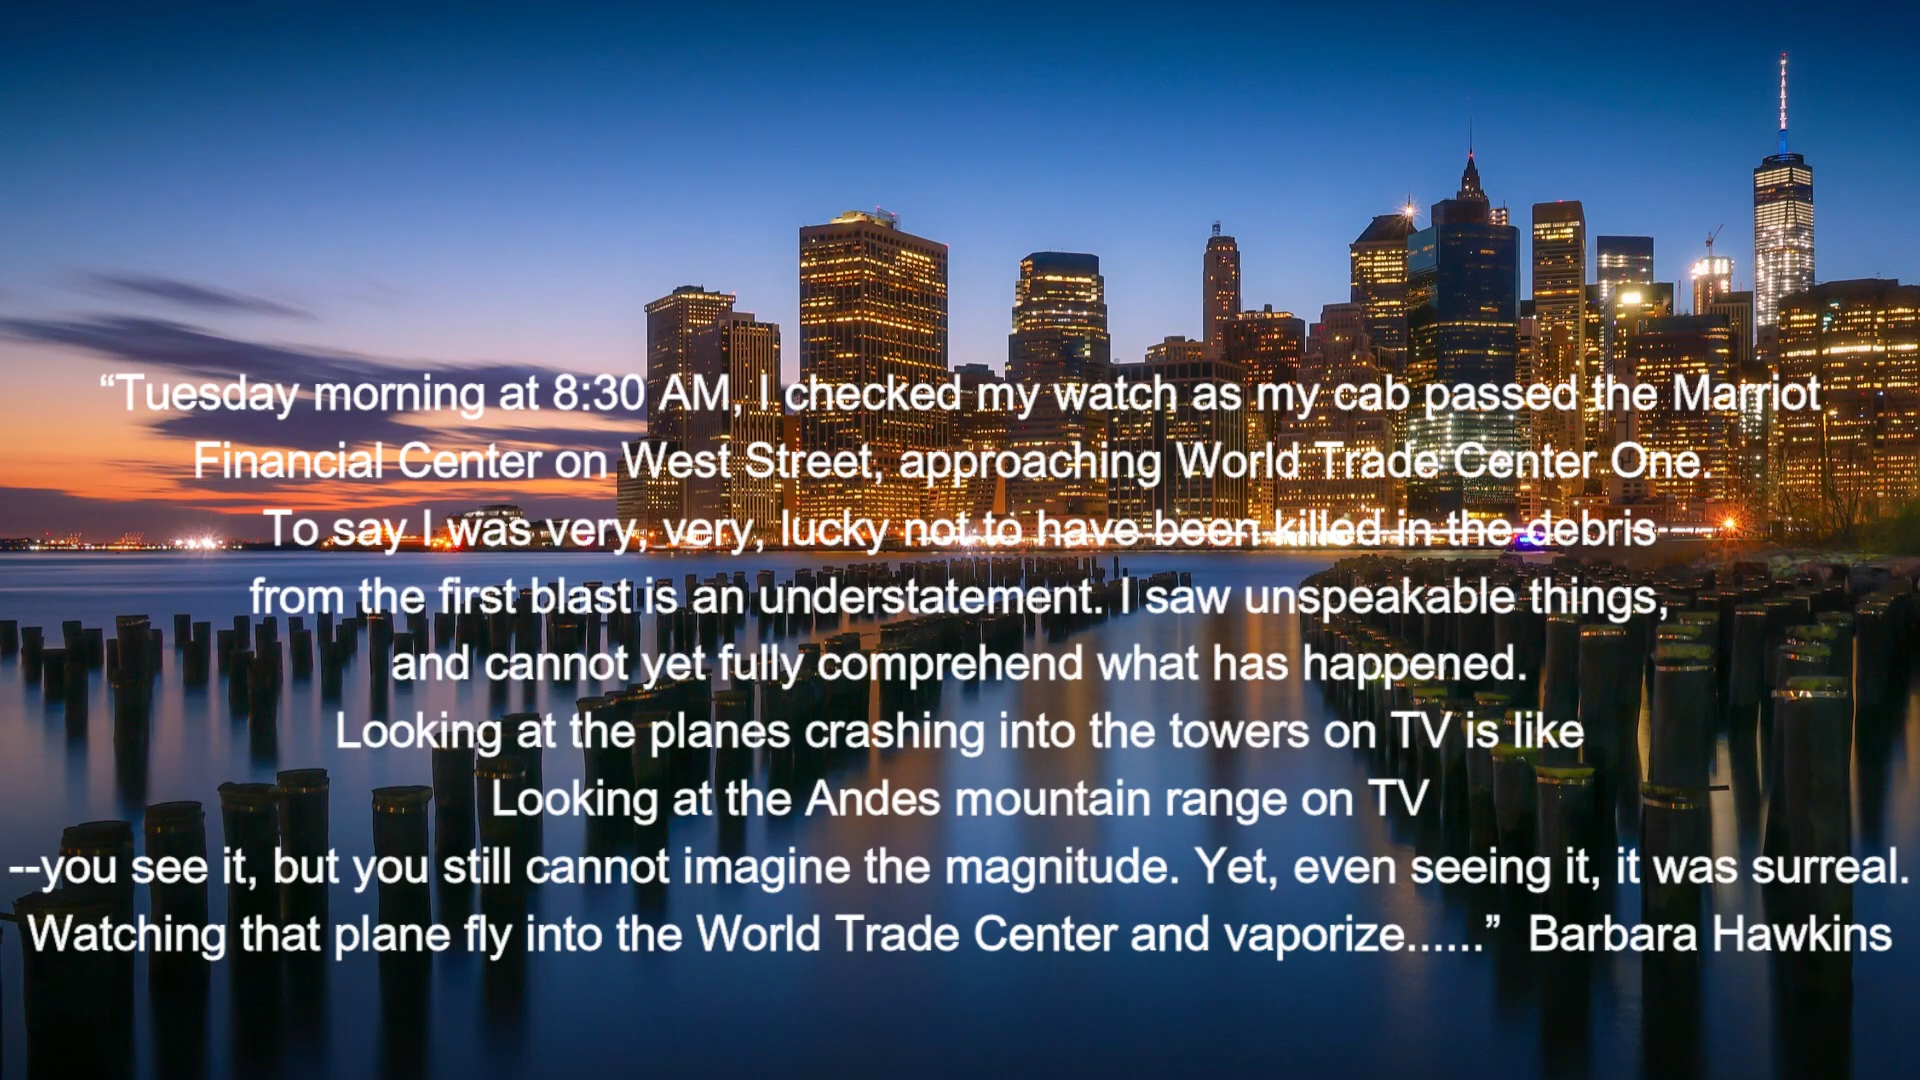 “Tuesday morning at 8:30 AM, I checked my watch as my cab passed the Marriot
Financial Center on West Street, approaching World Trade Center One.
To say I was very, very, lucky not to have been killed in the debris----
from the first blast is an understatement. I saw unspeakable things,
and cannot yet fully comprehend what has happened.
Looking at the planes crashing into the towers on TV is like
Looking at the Andes mountain range on TV
--you see it, but you still cannot imagine the magnitude. Yet, even seeing it, it was surreal.
Watching that plane fly into the World Trade Center and vaporize......”  Barbara Hawkins